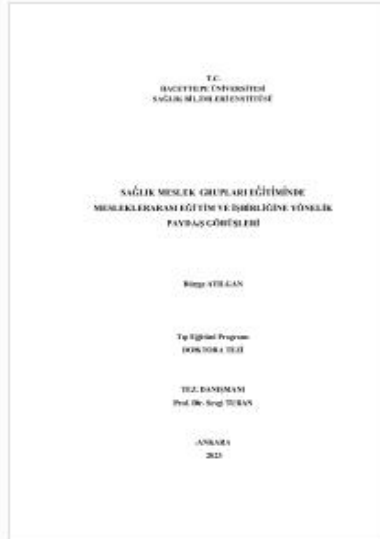 T.C.
HACETTEPE ÜNİVERSİTESİ
SAĞLIK BİLİMLERİ ENSTİTÜSÜ
SAĞLIK MESLEK GRUPLARI EĞİTİMİNDE
MESLEKLERARASI EĞİTİM VE İŞBİRLİĞİNE YÖNELİK
PAYDAŞ GÖRÜŞLERİ
ATILGAN
Tıp Eğitimi Programı
DOKTORA TEZİ
TEZ DANIŞMANI
Prof. Dr. Sevgi TURAN
ANKARA
2023